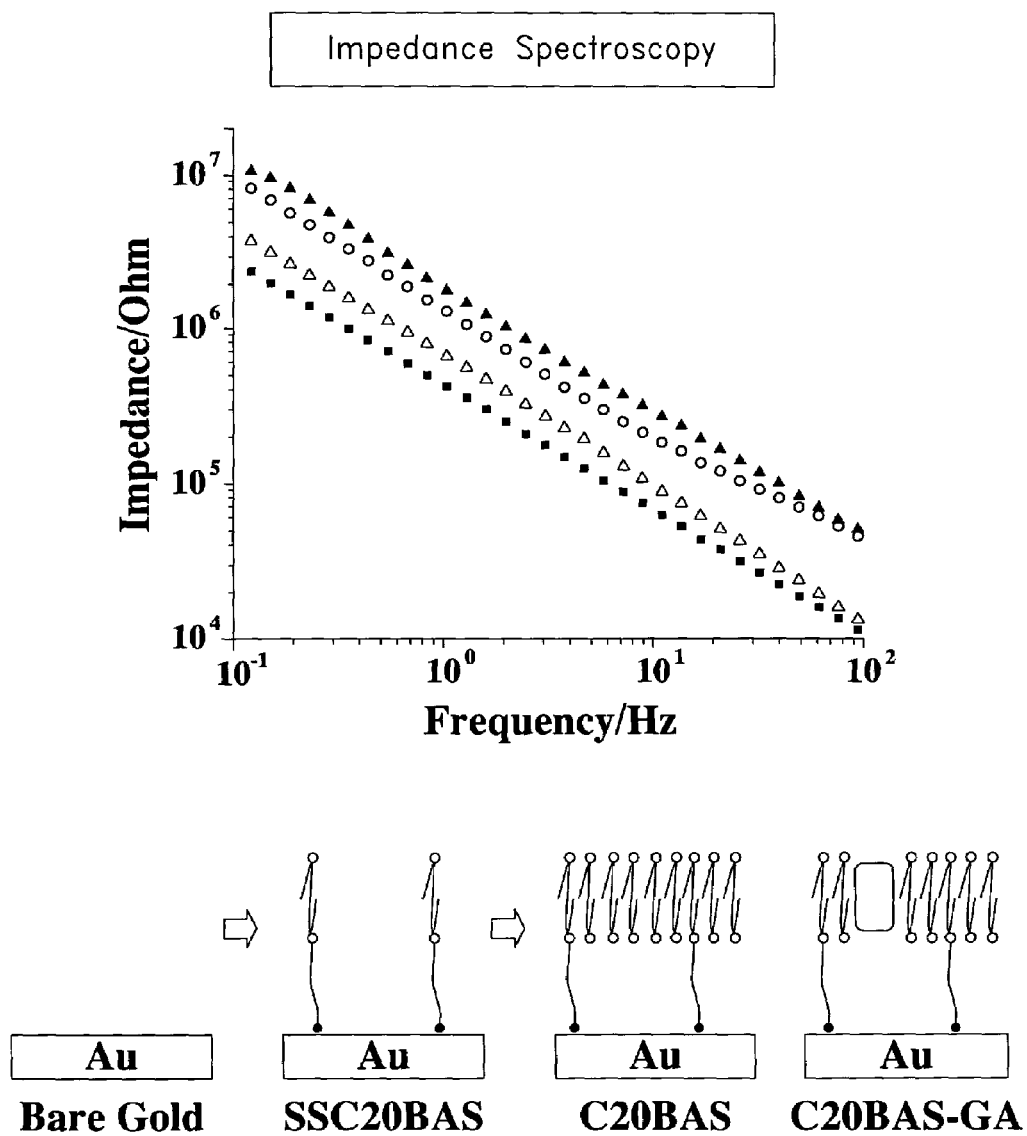 Impedance Spectroscopy
Impedance/Ohm
10^7
10^6
10^5
10^4
10^-1
10^0
10^1
10^2
Frequency/Hz
Au
Au
Au
Au
Bare Gold
SSC20BAS
C20BAS
C20BAS-GA